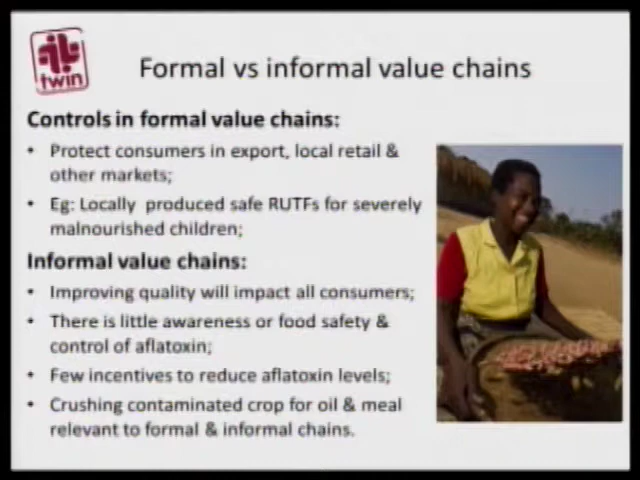 twin
Formal vs informal value chains
Controls in formal value chains:
• Protect consumers in export, local retail &
other markets;
• Eg: Locally produced safe RUTFs for severely
malnourished children;
Informal value chains:
• Improving quality will impact all consumers;
• There is little awareness or food safety &
control of aflatoxin;
• Few incentives to reduce aflatoxin levels;
• Crushing contaminated crop for oil & meal
relevant to formal & informal chains.